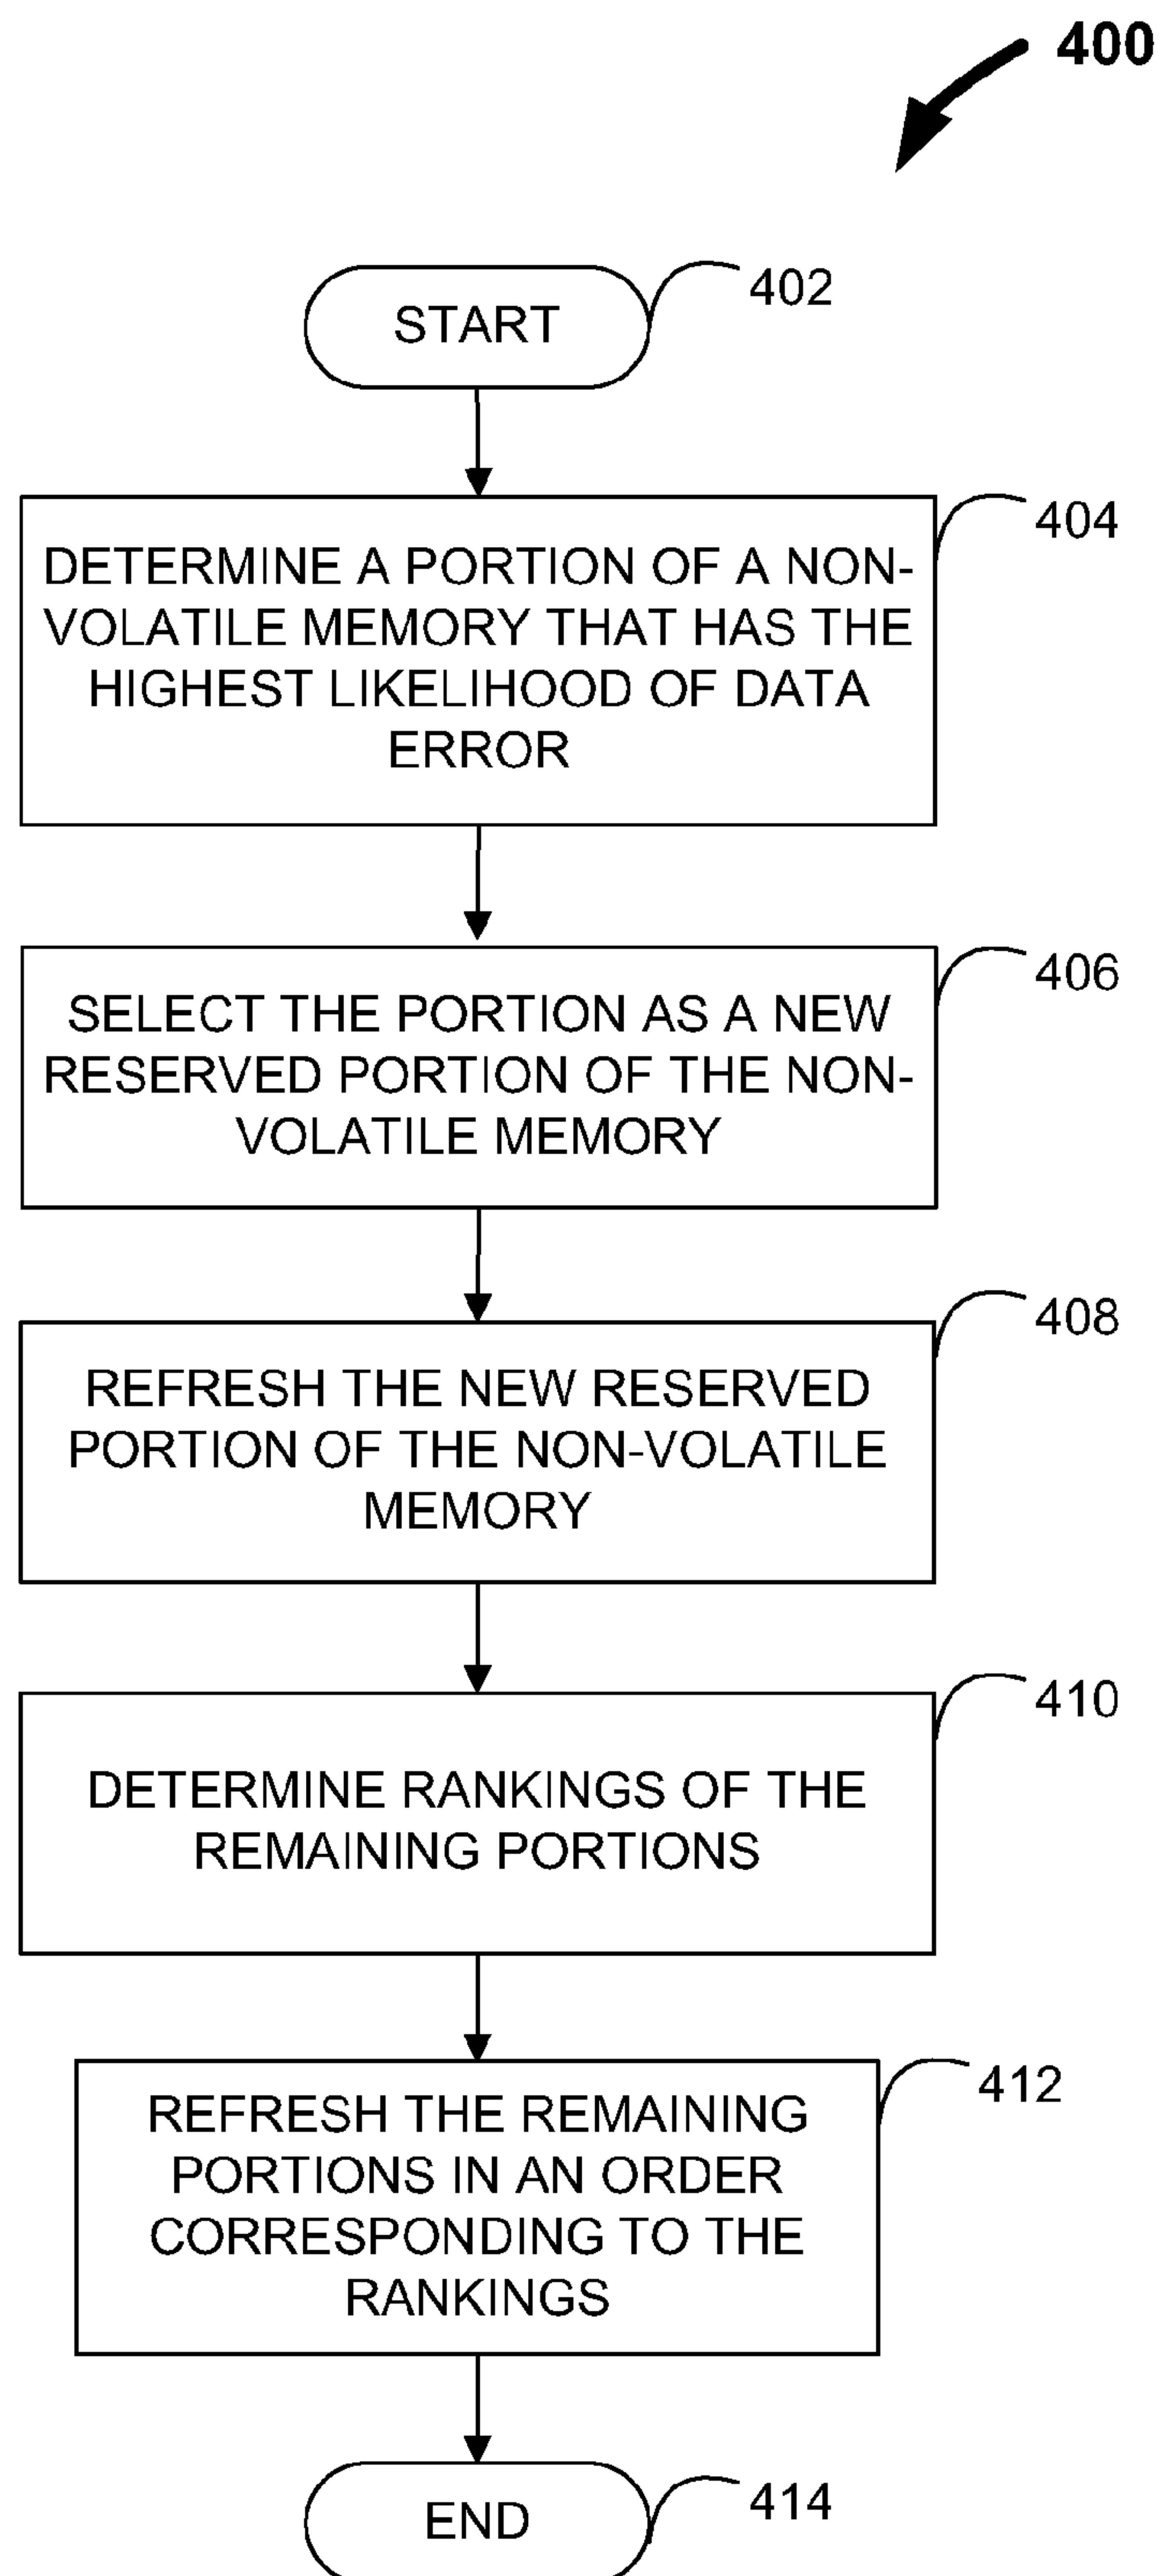 400
START
402
DETERMINE A PORTION OF A NON-
VOLATILE MEMORY THAT HAS THE
HIGHEST LIKELIHOOD OF DATA
ERROR
404
SELECT THE PORTION AS A NEW
RESERVED PORTION OF THE NON-
VOLATILE MEMORY
406
REFRESH THE NEW RESERVED
PORTION OF THE NON-VOLATILE
MEMORY
408
DETERMINE RANKINGS OF THE
REMAINING PORTIONS
410
REFRESH THE REMAINING
PORTIONS IN AN ORDER
CORRESPONDING TO THE
RANKINGS
412
END
414